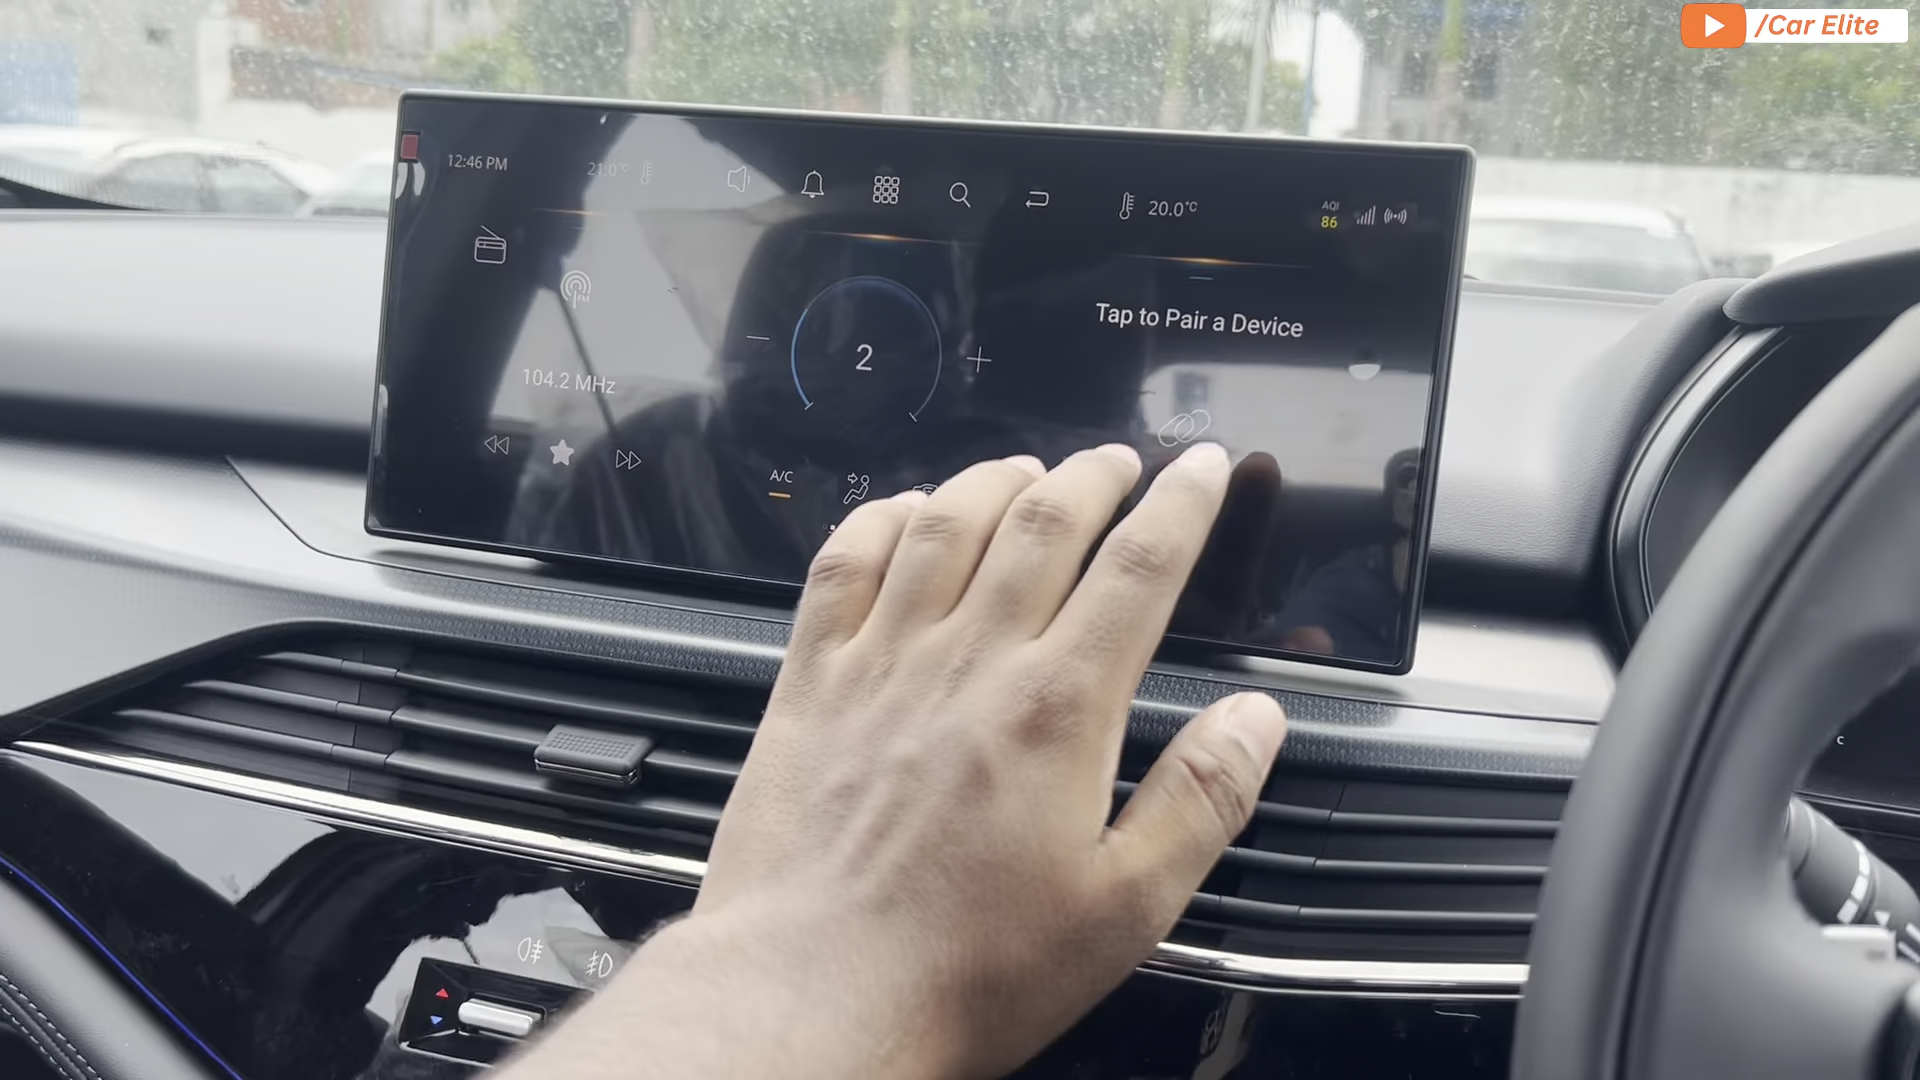 /Car Elite
12:46 PM
21.0°C
20.0°C
AQI
86
FM
104.2 MHz
2
Tap to Pair a Device
A/C
C